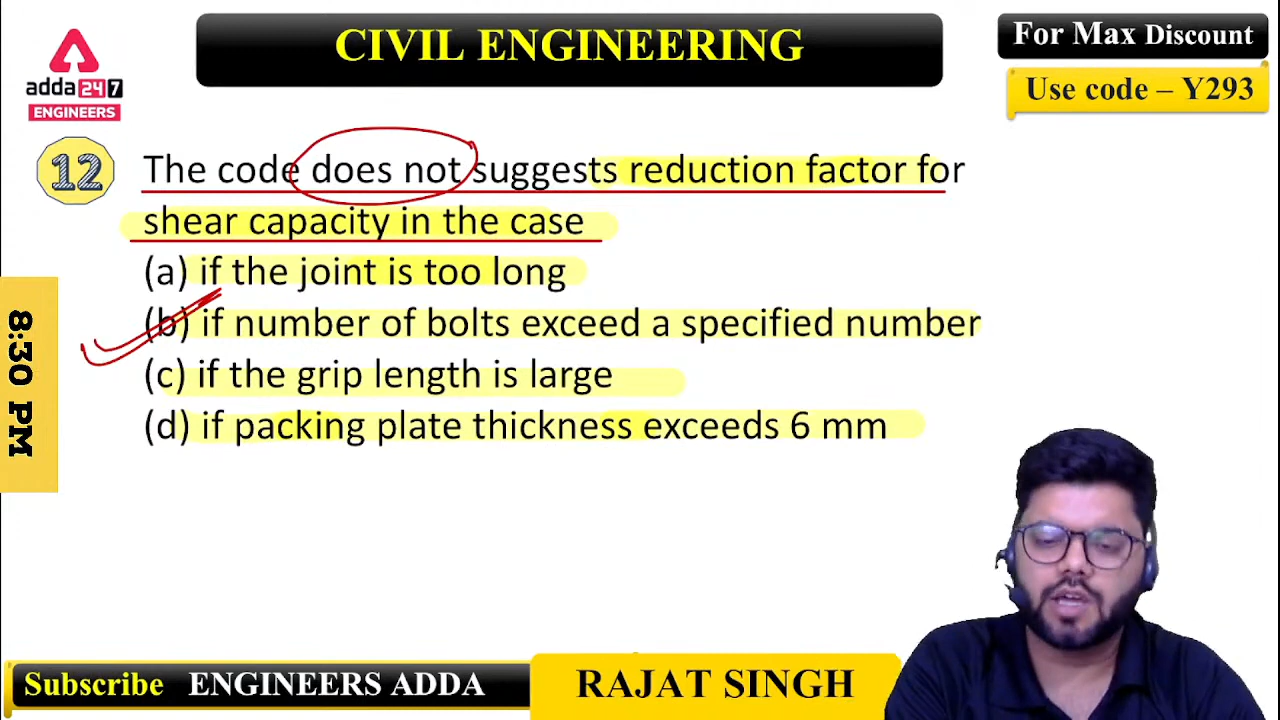 CIVIL ENGINEERING
For Max Discount
Use code – Y293
adda 24 7
ENGINEERS
12 The code does not suggests reduction factor for
shear capacity in the case
(a) if the joint is too long
(b) if number of bolts exceed a specified number
(c) if the grip length is large
(d) if packing plate thickness exceeds 6 mm
8:30 PM
Subscribe ENGINEERS ADDA
RAJAT SINGH